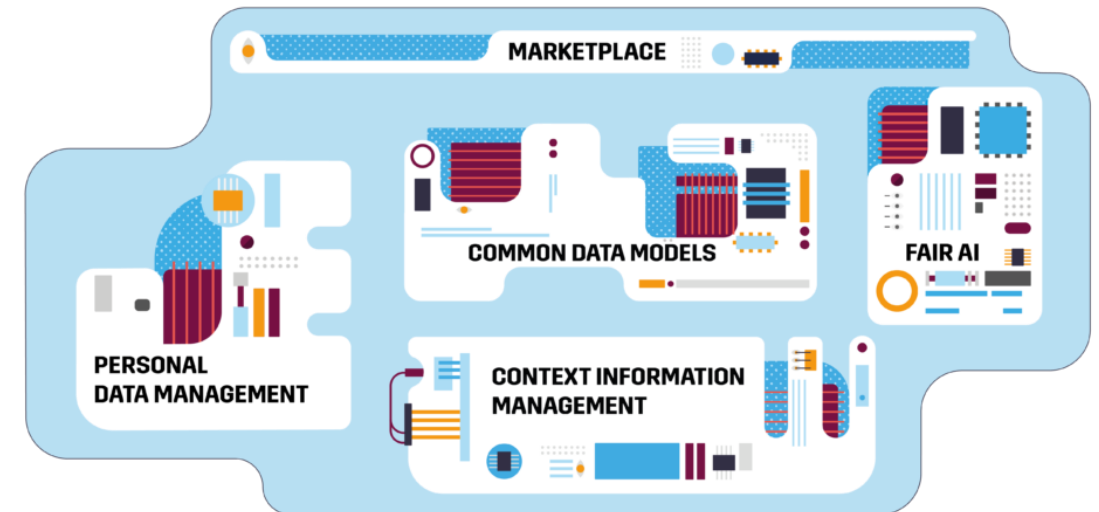 MARKETPLACE
COMMON DATA MODELS
FAIR AI
PERSONAL
DATA MANAGEMENT
CONTEXT INFORMATION
MANAGEMENT